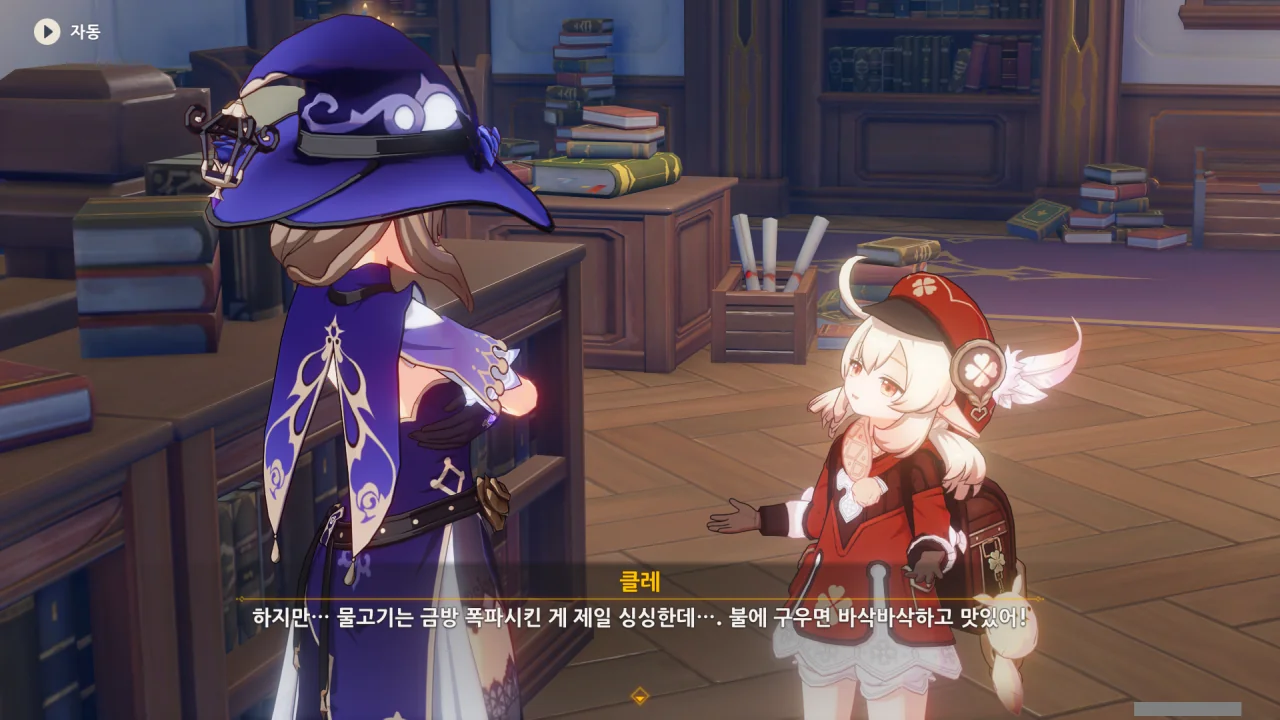 자동
클레
하지만… 물고기는 금방 폭파시킨 게 제일 싱싱한데…. 불에 구우면 바삭바삭하고 맛있어!